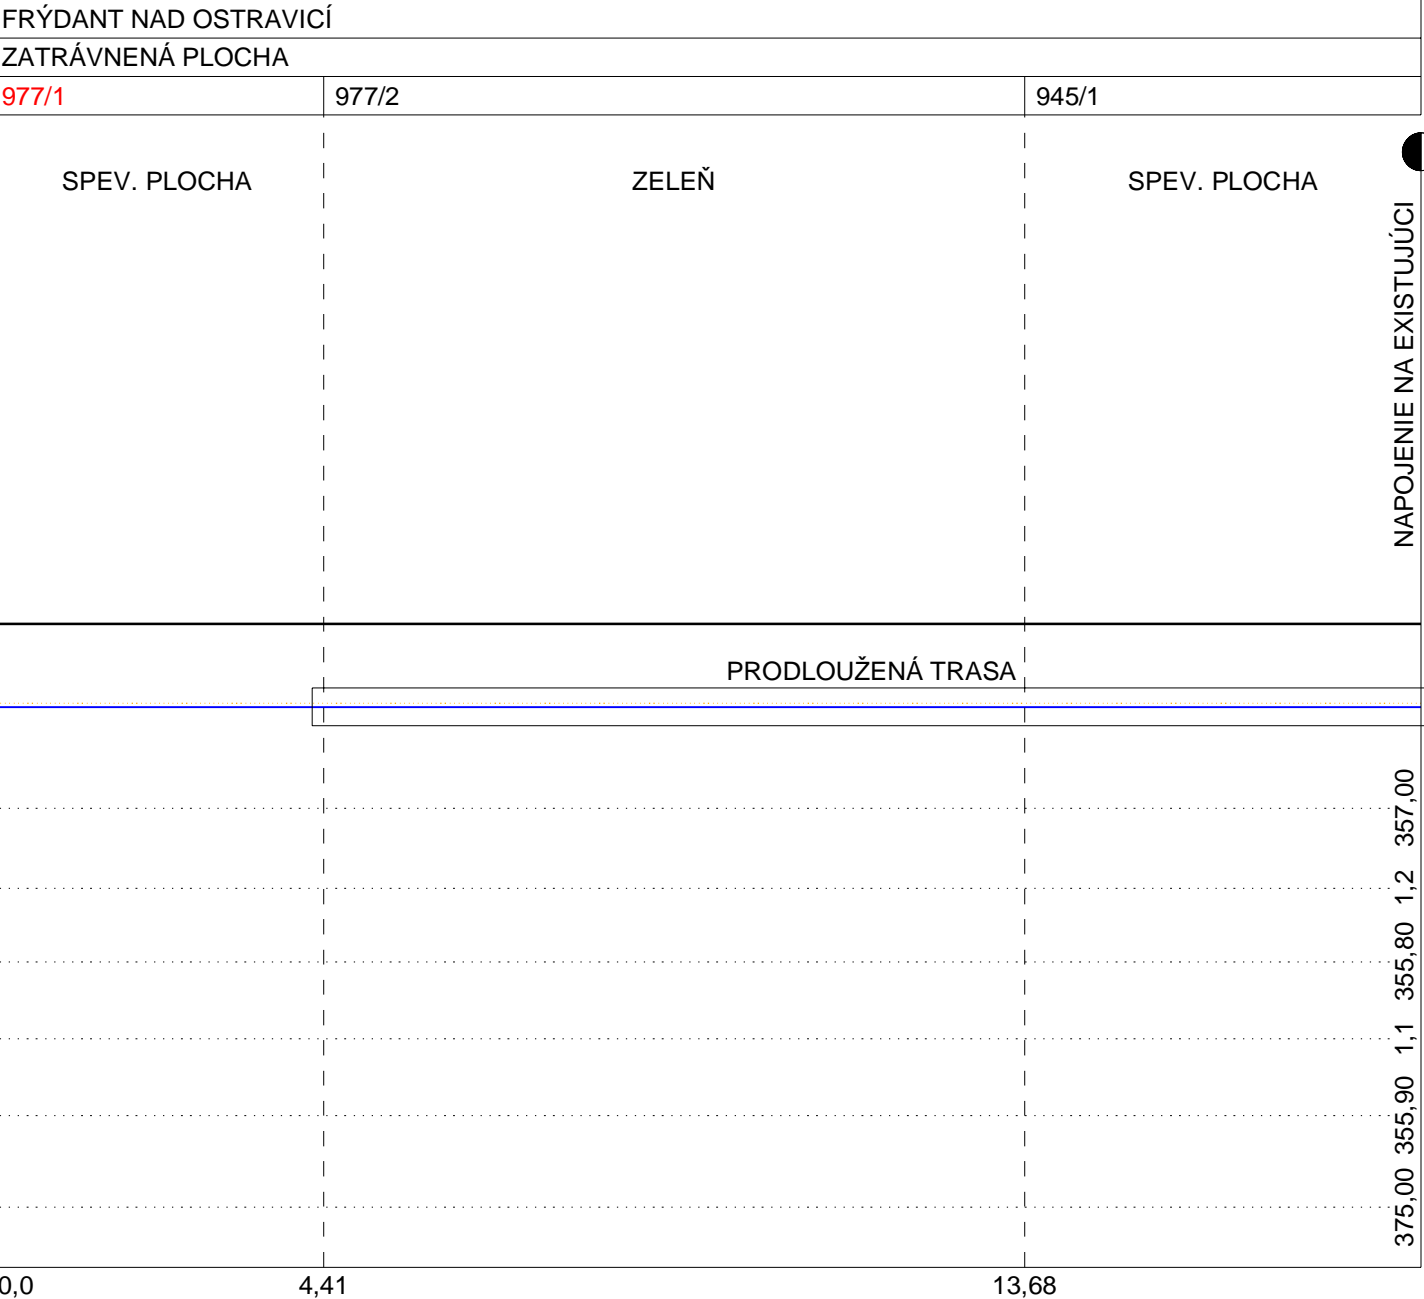 FRÝDANT NAD OSTRAVICÍ
ZATRÁVNENÁ PLOCHA
977/1 977/2 945/1
SPEV. PLOCHA ZELEŇ SPEV. PLOCHA
NAPOJENIE NA EXISTUJÚCI
PRODLOUŽENÁ TRASA
357,00
1,2
355,80
1,1
355,90
375,00
0,0 4,41 13,68